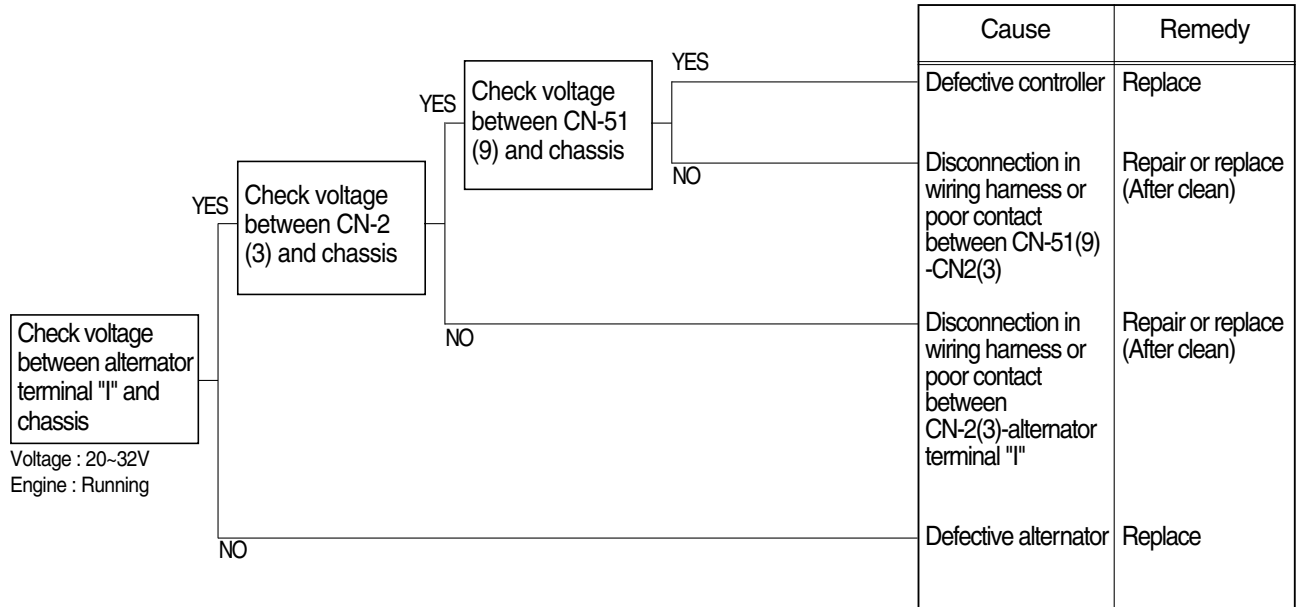 Cause
Remedy
YES
Defective controller
Replace
Check voltage
between CN-51
(9) and chassis
YES
NO
Disconnection in
wiring harness or
poor contact
between CN-51(9)
-CN2(3)
Repair or replace
(After clean)
Check voltage
between CN-2
(3) and chassis
YES
NO
Disconnection in
wiring harness or
poor contact
between
CN-2(3)-alternator
terminal "I"
Repair or replace
(After clean)
Check voltage
between alternator
terminal "I" and
chassis
Voltage : 20~32V
Engine : Running
NO
Defective alternator
Replace